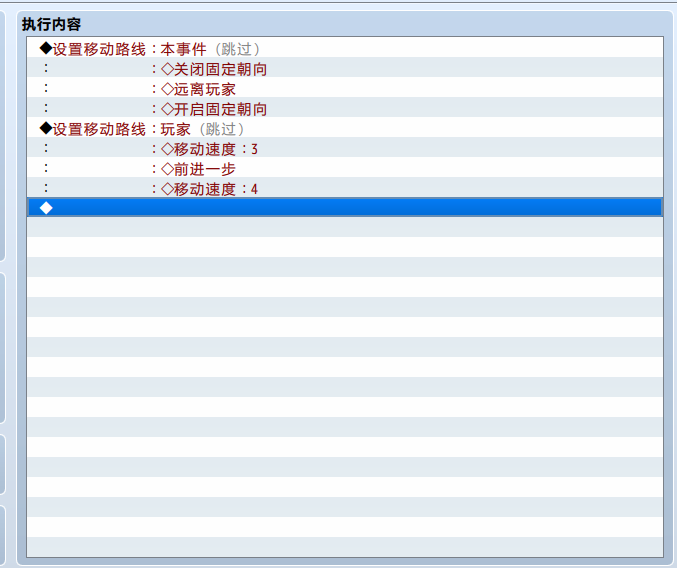 执行内容
◆设置移动路线：本事件（跳过）
：　　　　　　：◇关闭固定朝向
：　　　　　　：◇远离玩家
：　　　　　　：◇开启固定朝向
◆设置移动路线：玩家（跳过）
：　　　　　　：◇移动速度：3
：　　　　　　：◇前进一步
：　　　　　　：◇移动速度：4
◆